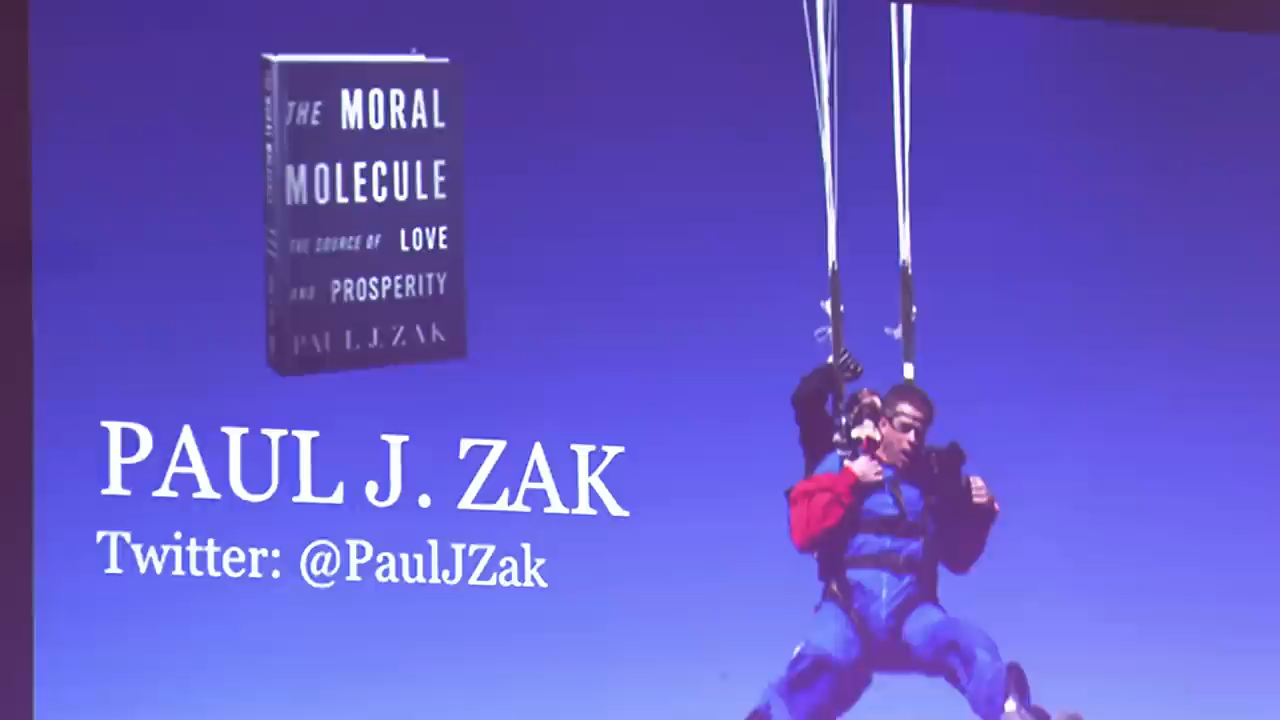 THE MORAL
MOLECULE
THE SOURCE OF LOVE
AND PROSPERITY
PAUL J. ZAK
PAUL J. ZAK
Twitter: @PaulJZak